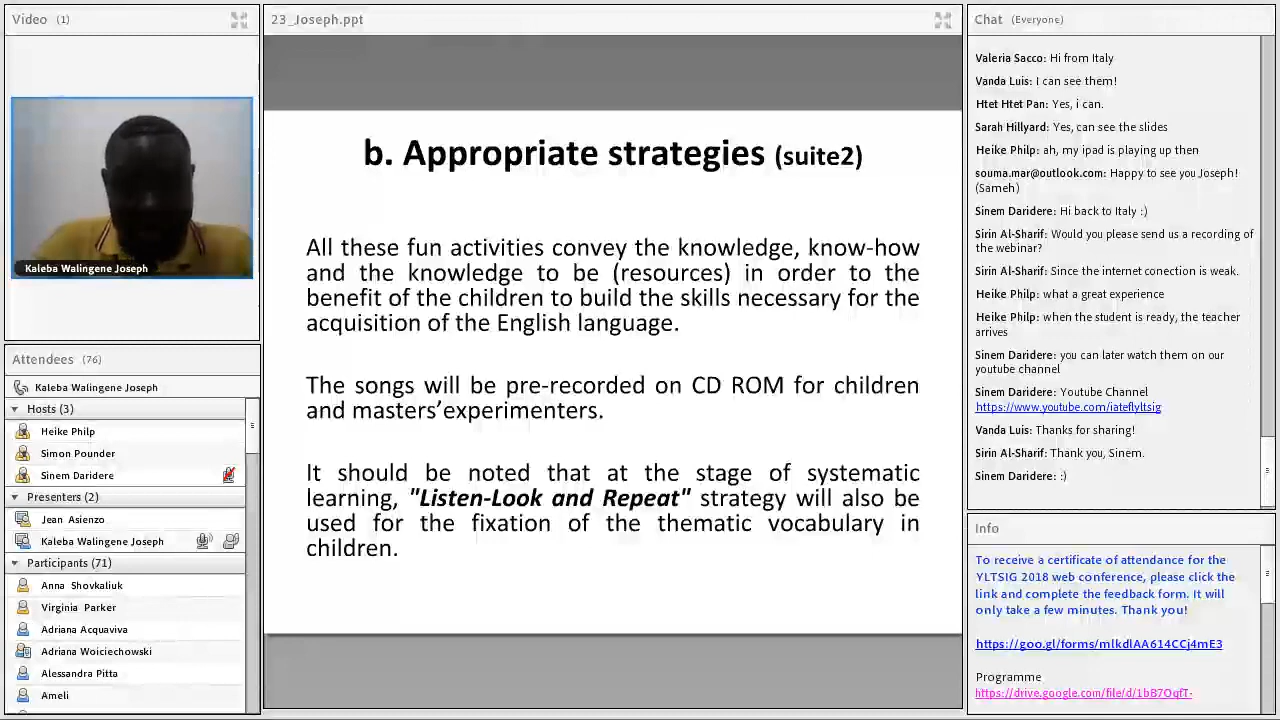 Video (1)
Kaleba Walingene Joseph
Attendees (76)
Kaleba Walingene Joseph
Hosts (3)
Heike Philp
Simon Pounder
Sinem Daridere
Presenters (2)
Jean Asienzo
Kaleba Walingene Joseph
Participants (71)
Anna Shovkaliuk
Virginia Parker
Adriana Acquaviva
Adriana Woiciechowski
Alessandra Pitta
Ameli
23_Joseph.ppt
b. Appropriate strategies (suite2)
All these fun activities convey the knowledge, know-how
and the knowledge to be (resources) in order to the
benefit of the children to build the skills necessary for the
acquisition of the English language.
The songs will be pre-recorded on CD ROM for children
and masters’experimenters.
It should be noted that at the stage of systematic
learning, "Listen-Look and Repeat" strategy will also be
used for the fixation of the thematic vocabulary in
children.
Chat (Everyone)
Valeria Sacco: Hi from Italy
Vanda Luis: I can see them!
Htet Htet Pan: Yes, i can.
Sarah Hillyard: Yes, can see the slides
Heike Philp: ah, my ipad is playing up then
souma.mar@outlook.com: Happy to see you Joseph!
(Sameh)
Sinem Daridere: Hi back to Italy :)
Sirin Al-Sharif: Would you please send us a recording of
the webinar?
Sirin Al-Sharif: Since the internet conection is weak.
Heike Philp: what a great experience
Heike Philp: when the student is ready, the teacher
arrives
Sinem Daridere: you can later watch them on our
youtube channel
Sinem Daridere: Youtube Channel
https://www.youtube.com/iateflyltsig
Vanda Luis: Thanks for sharing!
Sirin Al-Sharif: Thank you, Sinem.
Sinem Daridere: :)
Info
To receive a certificate of attendance for the
YLTSIG 2018 web conference, please click the
link and complete the feedback form. It will
only take a few minutes. Thank you!
https://goo.gl/forms/mlkdlAA614CCj4mE3
Programme
https://drive.google.com/file/d/1bB7OqfT-